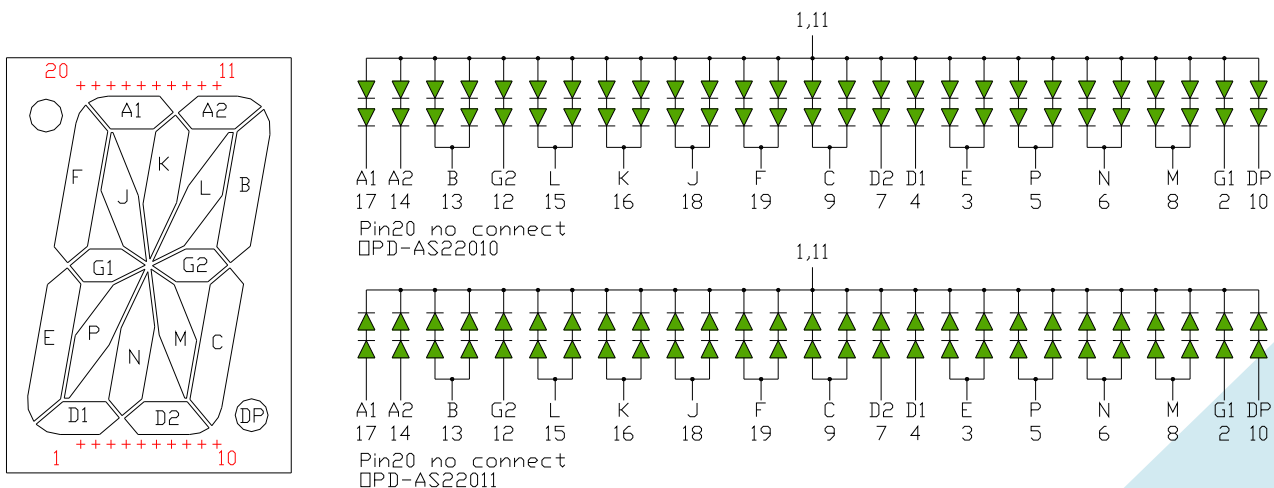 20 11
A1 A2
F J K L B
G1 G2
E P N M C
D1 D2 DP
1 10
1,11
A1 A2 B G2 L K J F C D2 D1 E P N M G1 DP
17 14 13 12 15 16 18 19 9 7 4 3 5 6 8 2 10
Pin20 no connect
OPD-AS22010
1,11
A1 A2 B G2 L K J F C D2 D1 E P N M G1 DP
17 14 13 12 15 16 18 19 9 7 4 3 5 6 8 2 10
Pin20 no connect
OPD-AS22011